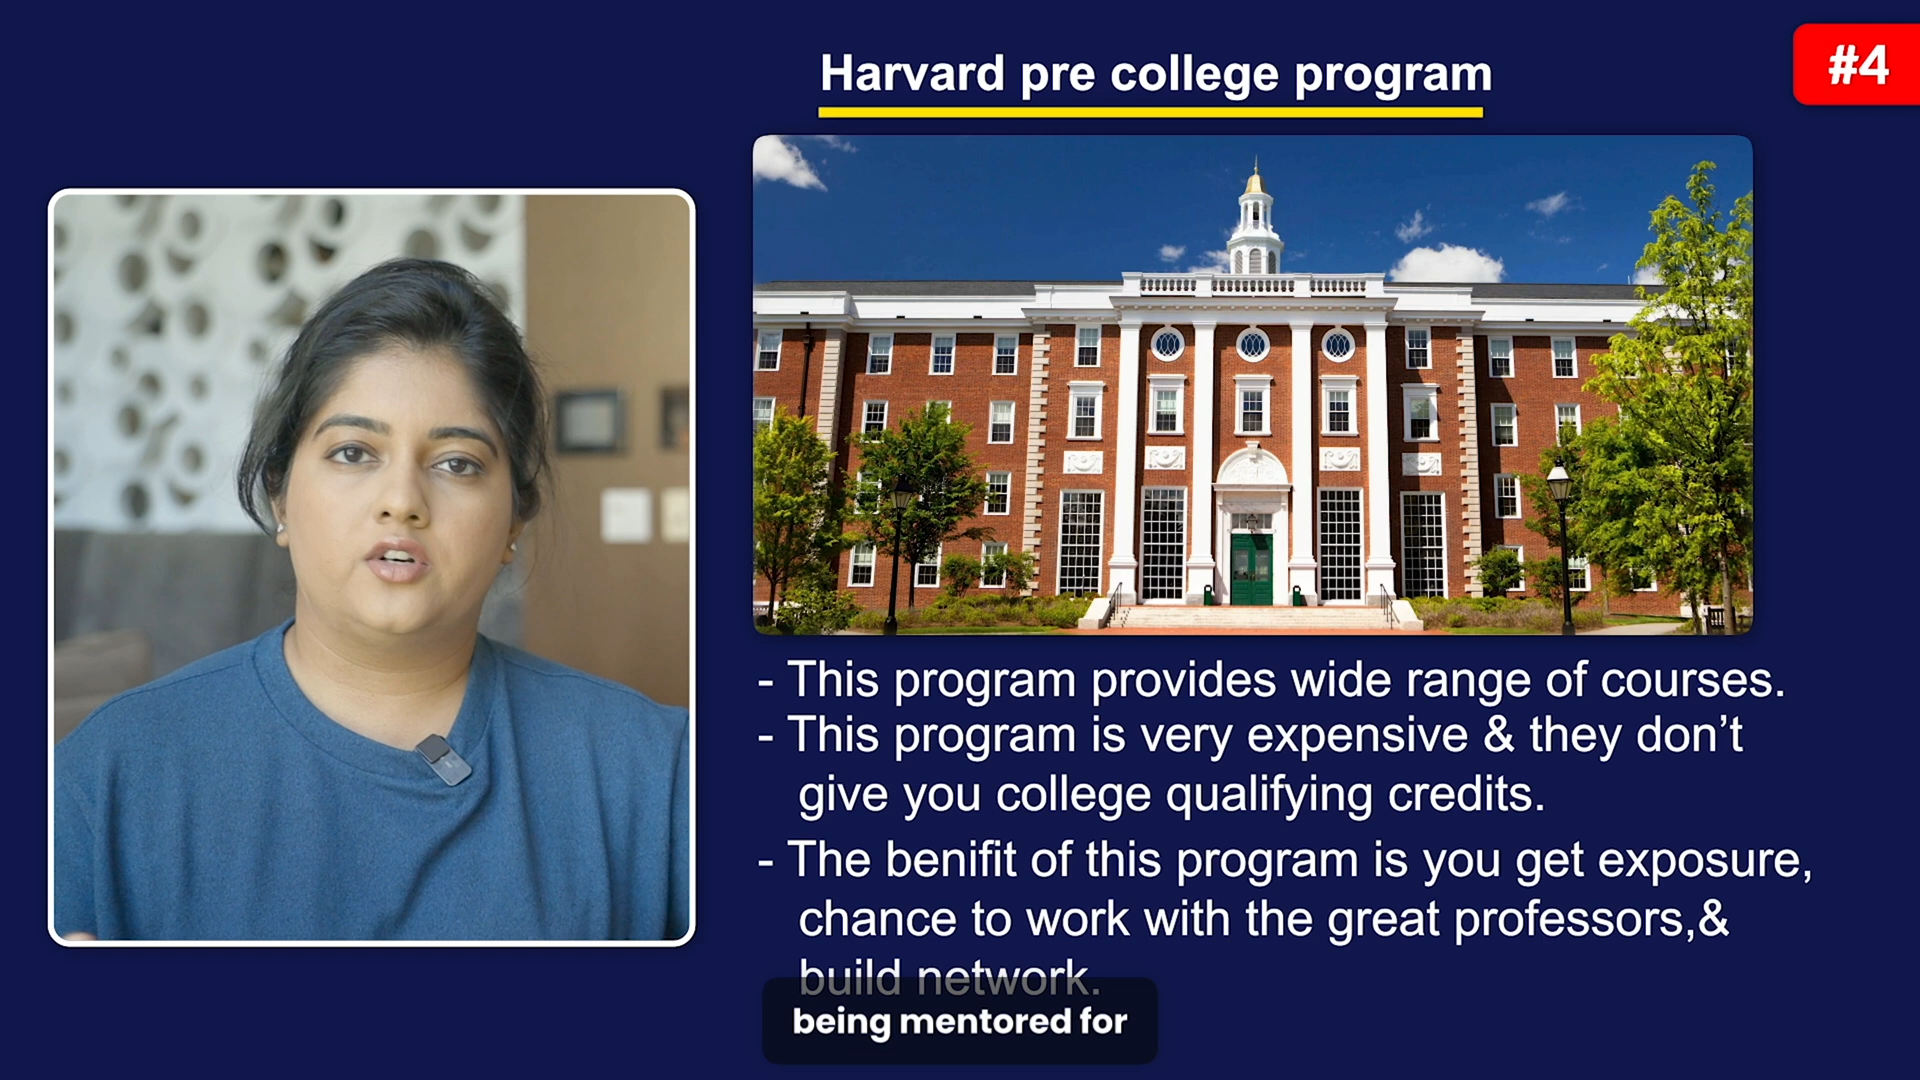 Harvard pre college program
#4
- This program provides wide range of courses.
- This program is very expensive & they don’t
give you college qualifying credits.
- The benifit of this program is you get exposure,
chance to work with the great professors,&
build network.
being mentored for